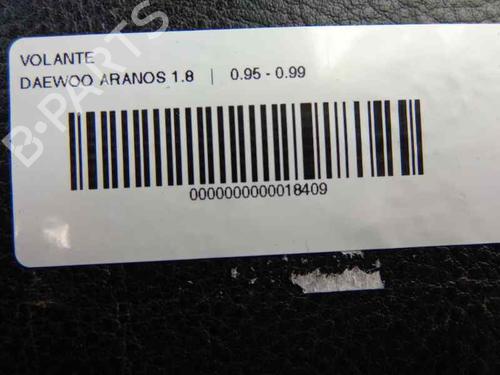 VOLANTE
DAEWOO ARANOS 1.8 | 0.95 - 0.99
0000000000018409
B-PARTS